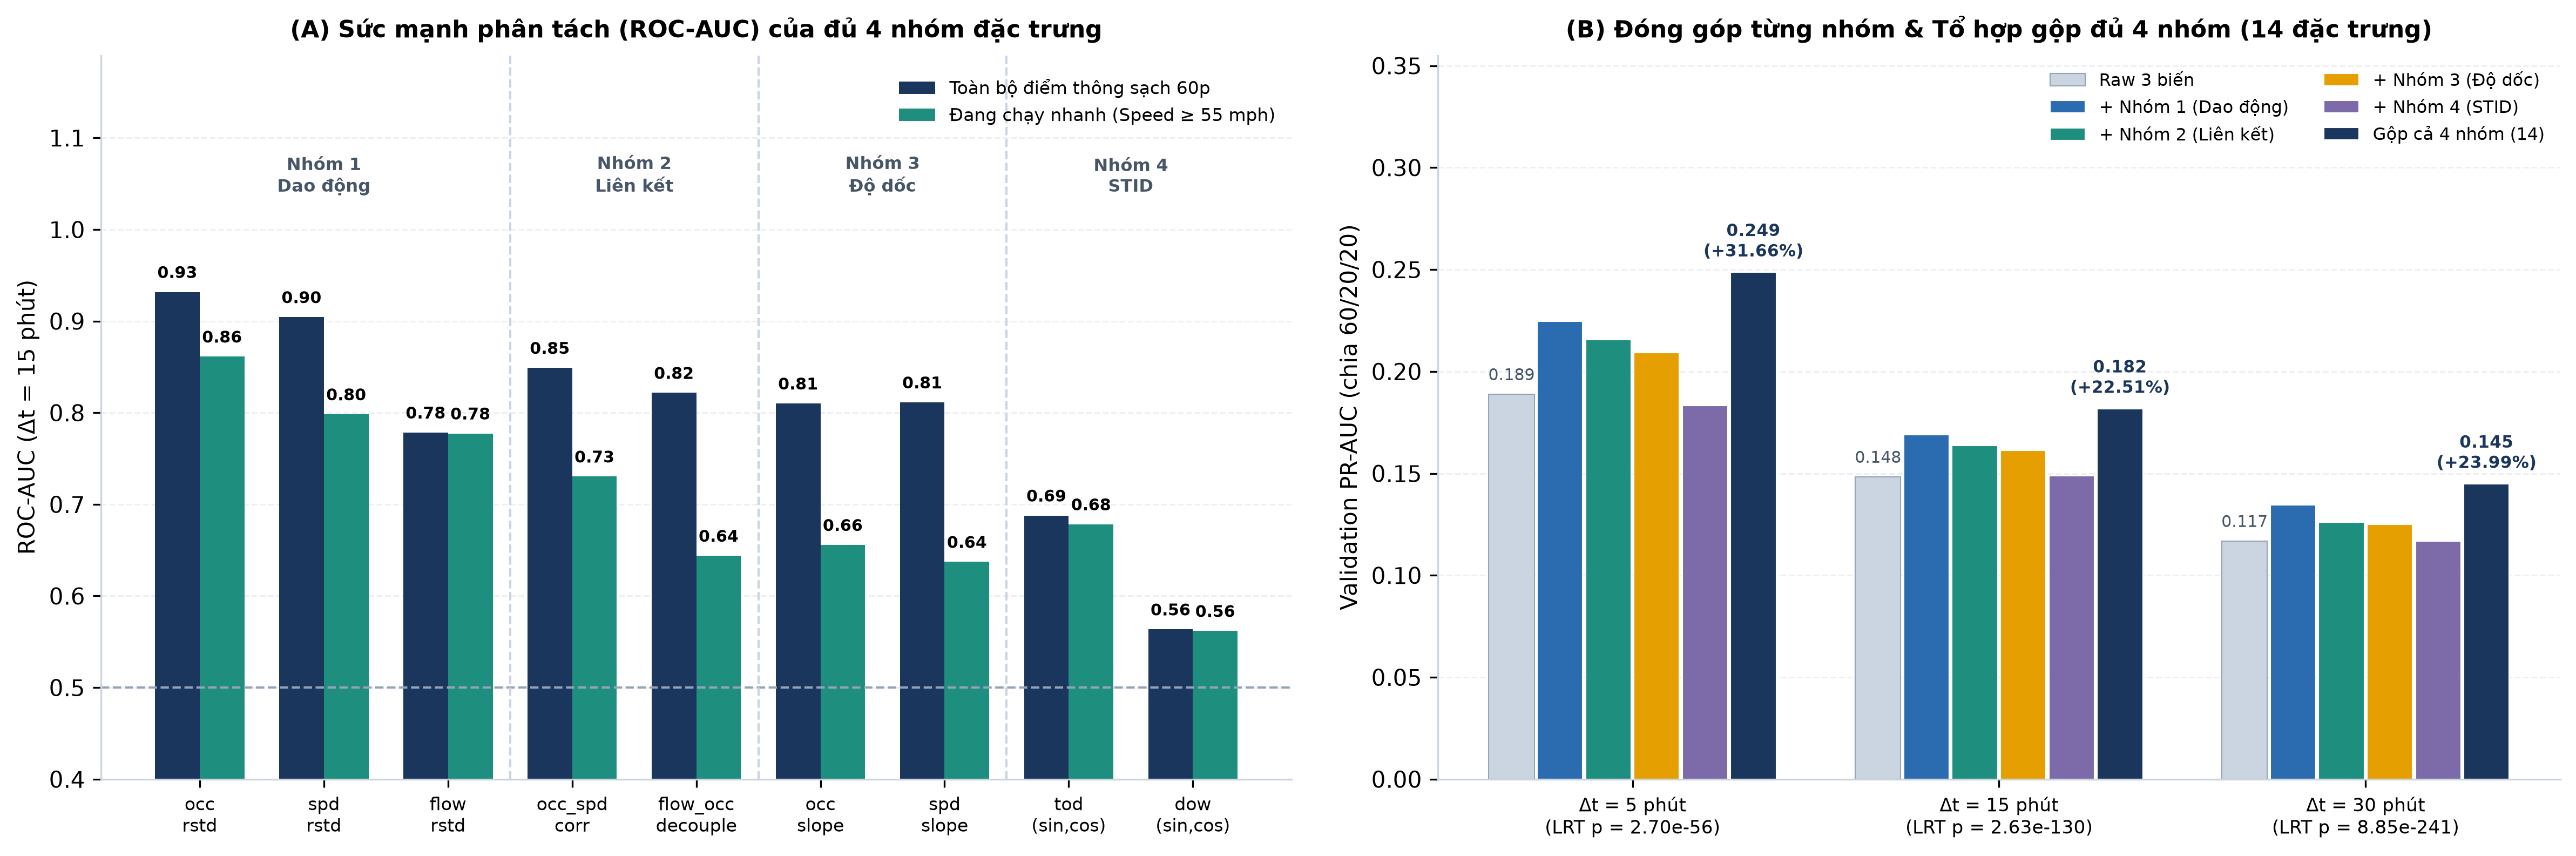 (A) Sức mạnh phân tách (ROC-AUC) của đủ 4 nhóm đặc trưng
Toàn bộ điểm thông sạch 60p
Đang chạy nhanh (Speed ≥ 55 mph)
Nhóm 1
Dao động
Nhóm 2
Liên kết
Nhóm 3
Độ dốc
Nhóm 4
STID
ROC-AUC (Δt = 15 phút)
1.1
1.0
0.9
0.8
0.7
0.6
0.5
0.4
0.93
0.86
0.90
0.80
0.78
0.78
0.85
0.73
0.82
0.64
0.81
0.66
0.81
0.64
0.69
0.68
0.56
0.56
occ
rstd
spd
rstd
flow
rstd
occ_spd
corr
flow_occ
decouple
occ
slope
spd
slope
tod
(sin,cos)
dow
(sin,cos)
(B) Đóng góp từng nhóm & Tổ hợp gộp đủ 4 nhóm (14 đặc trưng)
Raw 3 biến
+ Nhóm 1 (Dao động)
+ Nhóm 2 (Liên kết)
+ Nhóm 3 (Độ dốc)
+ Nhóm 4 (STID)
Gộp cả 4 nhóm (14)
Validation PR-AUC (chia 60/20/20)
0.35
0.30
0.25
0.20
0.15
0.10
0.05
0.00
0.189
0.249
(+31.66%)
0.148
0.182
(+22.51%)
0.117
0.145
(+23.99%)
Δt = 5 phút
(LRT p = 2.70e-56)
Δt = 15 phút
(LRT p = 2.63e-130)
Δt = 30 phút
(LRT p = 8.85e-241)